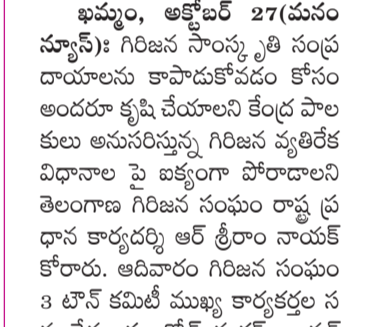 ఖమ్మం, అక్టోబర్ 27(మనం
న్యూస్): గిరిజన సాంస్కృతి సంప్ర
దాయాలను కాపాడుకోవడం కోసం
అందరూ కృషి చేయాలని కేంద్ర పాల
కులు అనుసరిస్తున్న గిరిజన వ్యతిరేక
విధానాల పై ఐక్యంగా పోరాడాలని
తెలంగాణ గిరిజన సంఘం రాష్ట్ర ప్ర
ధాన కార్యదర్శి ఆర్ శ్రీరాం నాయక్
కోరారు. ఆదివారం గిరిజన సంఘం
3 టౌన్ కమిటీ ముఖ్య కార్యకర్తల స